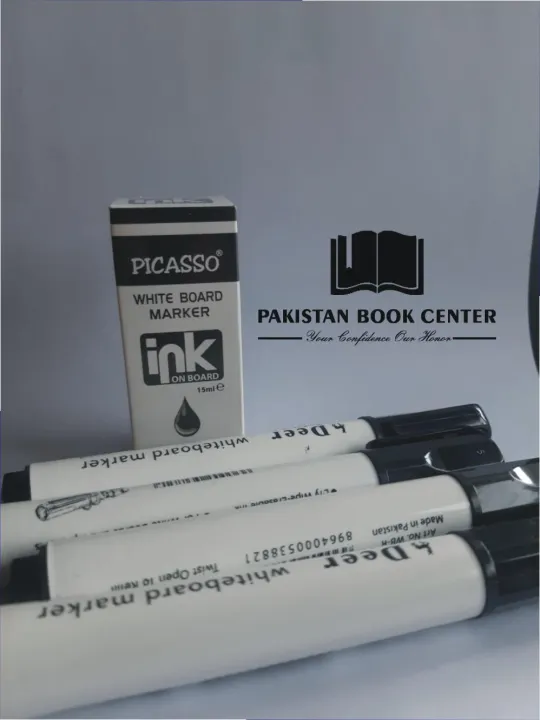 PICASSO®
WHITE BOARD
MARKER
ink
ON BOARD
15ml ℮
PAKISTAN BOOK CENTER
Your Confidence Our Honor
Deer
whiteboard marker
Made in Pakistan
8964000538821
Twist Open To Refill
Deer
whiteboard marker